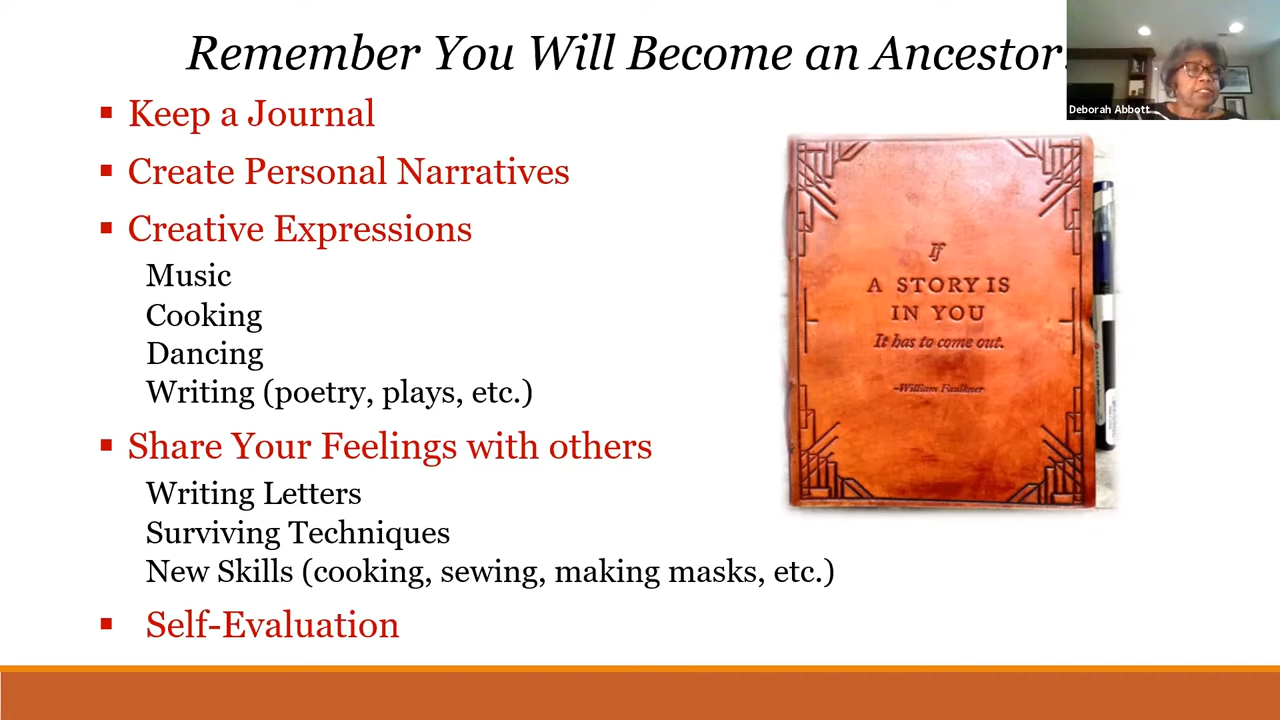 Remember You Will Become an Ancestor.
Deborah Abbott
▪ Keep a Journal
▪ Create Personal Narratives
▪ Creative Expressions
Music
Cooking
Dancing
Writing (poetry, plays, etc.)
▪ Share Your Feelings with others
Writing Letters
Surviving Techniques
New Skills (cooking, sewing, making masks, etc.)
▪ Self-Evaluation
If
A STORY IS
IN YOU
It has to come out.
–William Faulkner